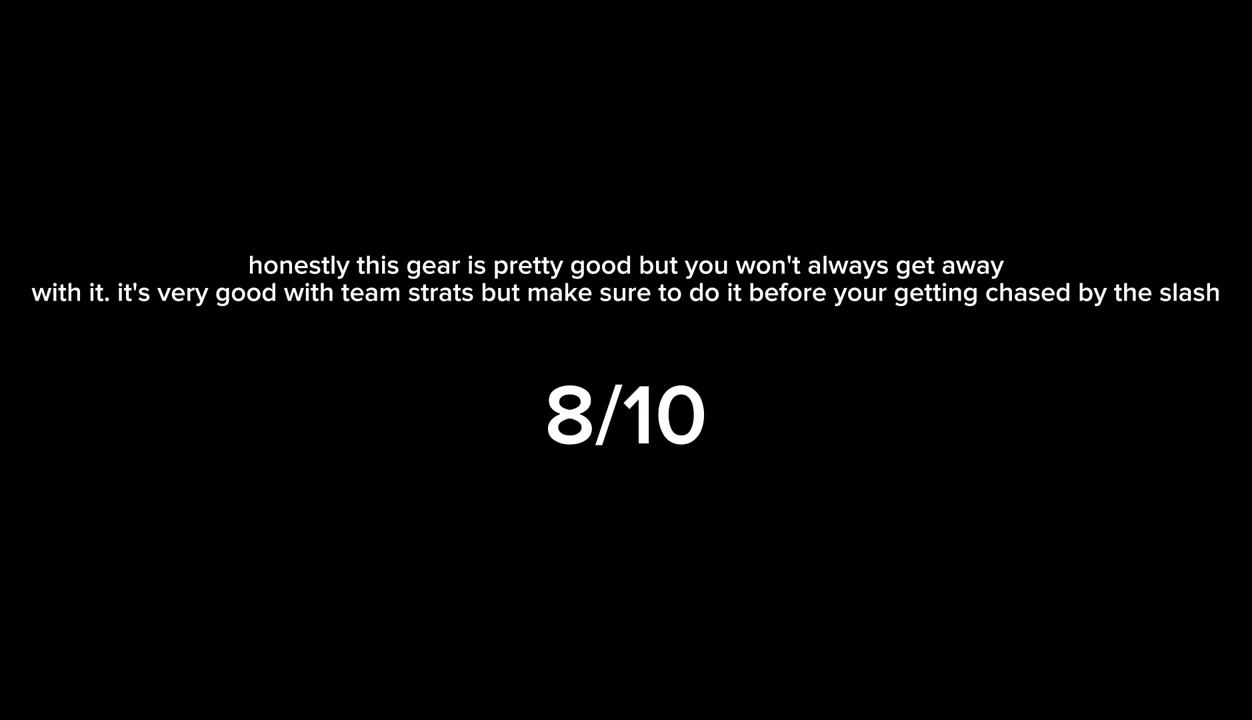 honestly this gear is pretty good but you won't always get away
with it. it's very good with team strats but make sure to do it before your getting chased by the slash
8/10